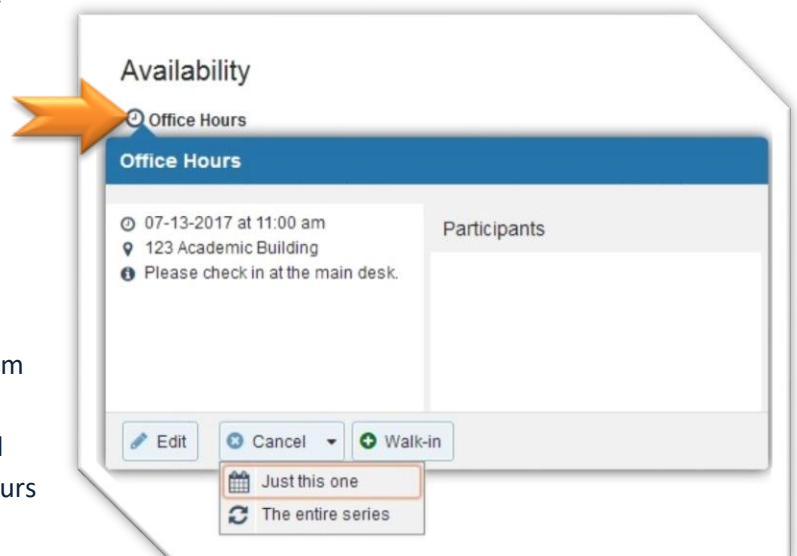 Availability
Office Hours
Office Hours
07-13-2017 at 11:00 am
123 Academic Building
Please check in at the main desk.
Participants
Edit
Cancel
Walk-in
Just this one
The entire series